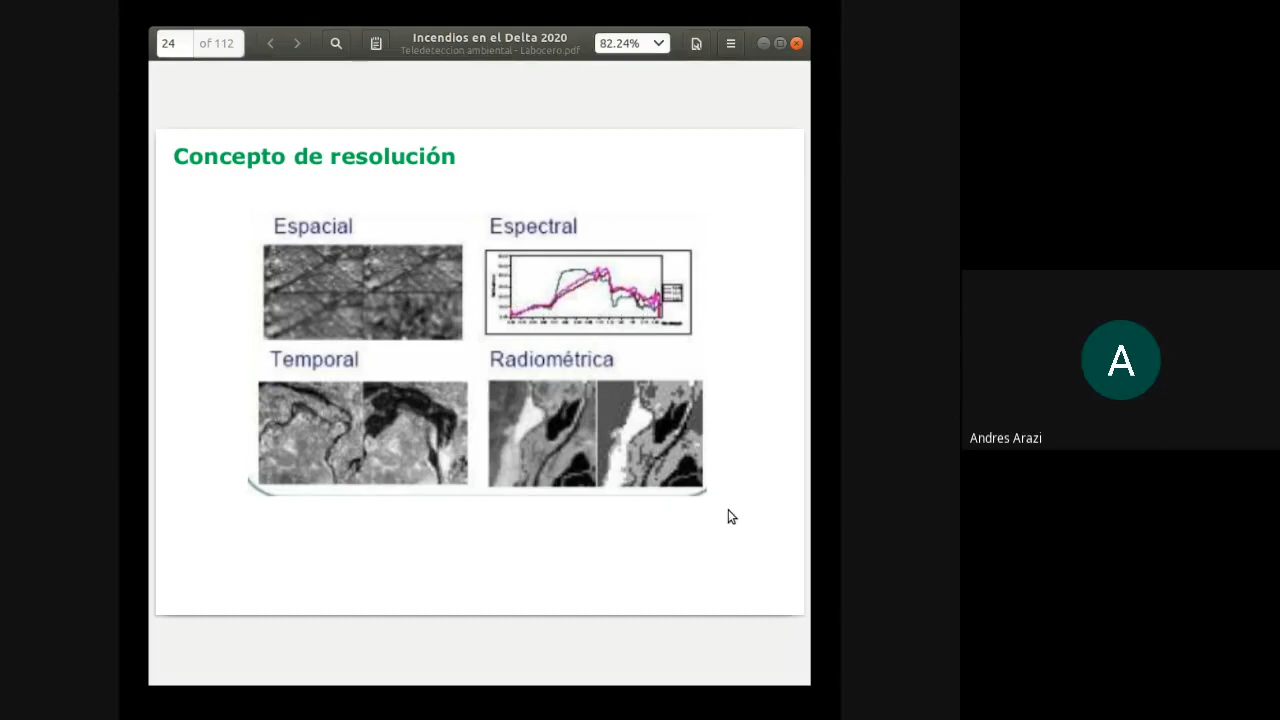 24 of 112
Incendios en el Delta 2020
Teledeteccion ambiental - Labocero.pdf
82.24%
Concepto de resolución
Espacial
Espectral
Temporal
Radiométrica
A
Andres Arazi